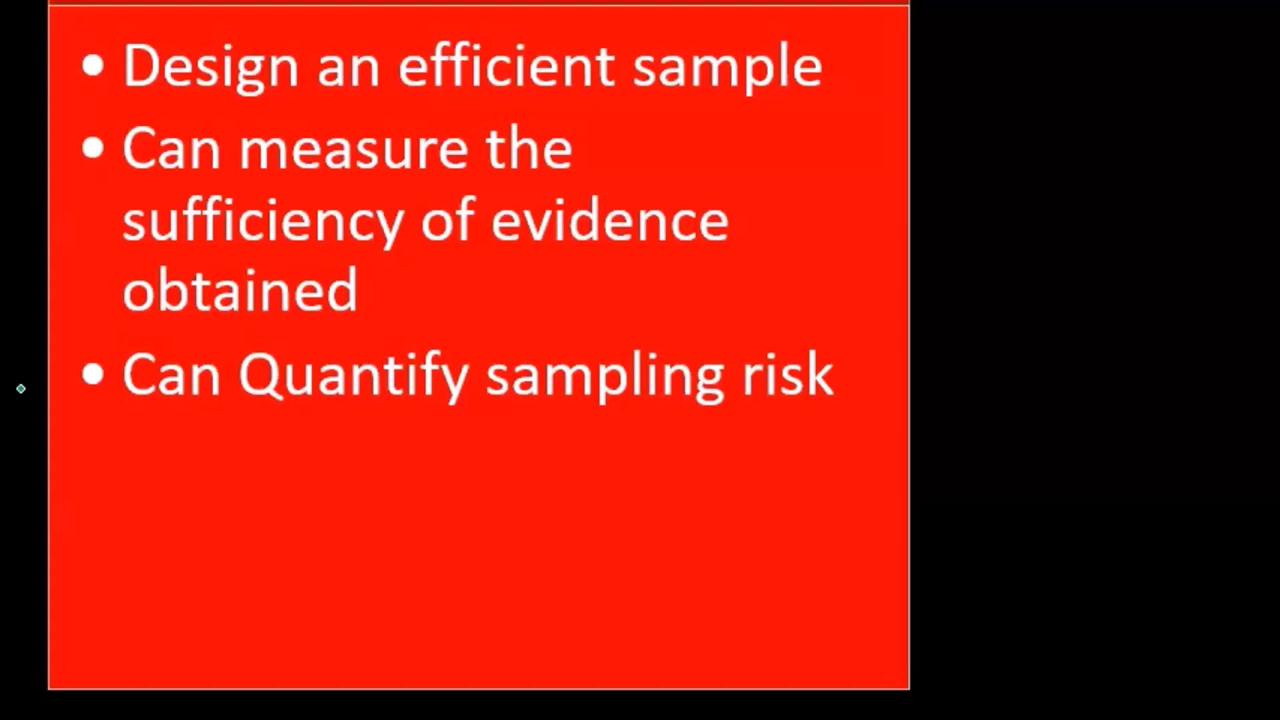 • Design an efficient sample
• Can measure the
sufficiency of evidence
obtained
• Can Quantify sampling risk